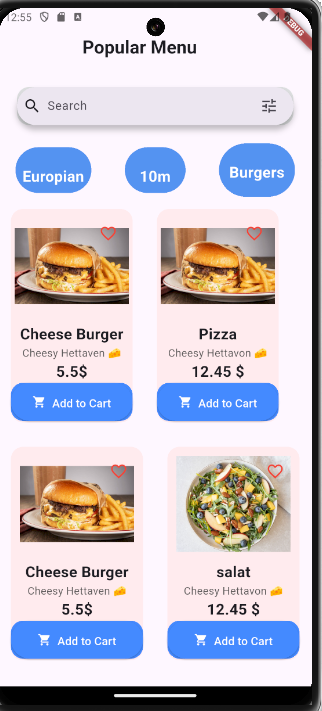 12:55
DEBUG
Popular Menu
Search
Europian
10m
Burgers
Cheese Burger
Pizza
Cheesy Hettaven 🧀
Cheesy Hettavon 🧀
5.5$
12.45 $
Add to Cart
Add to Cart
Cheese Burger
salat
Cheesy Hettaven 🧀
Cheesy Hettavon 🧀
5.5$
12.45 $
Add to Cart
Add to Cart